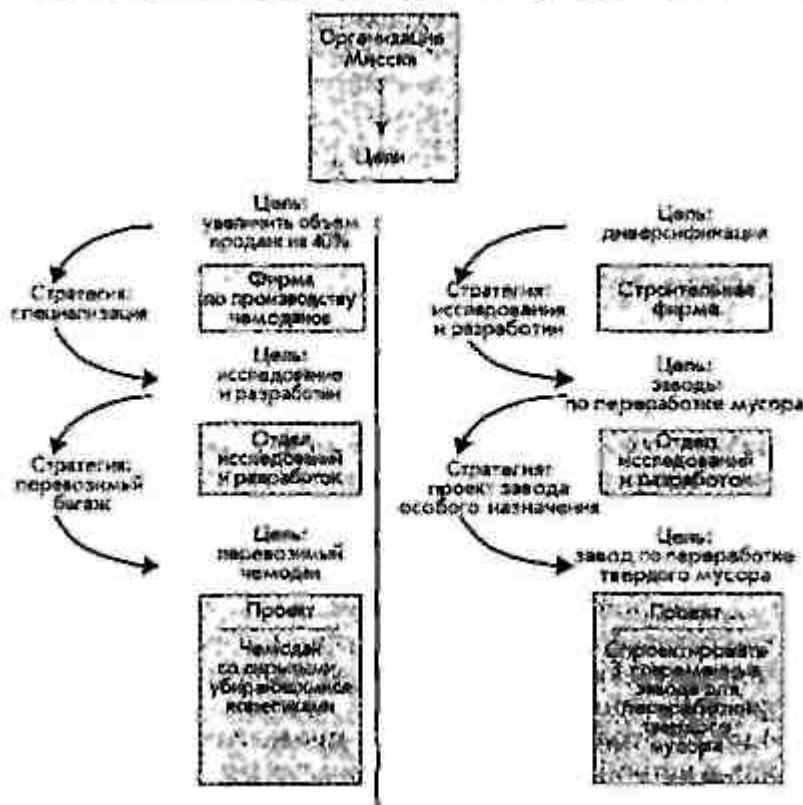 Организация
Миссия
Цели
Цель:
увеличить объем
продаж на 40%
Стратегия:
специализация
Фирма
по производству
чемоданов
Цель:
исследование
и разработки
Стратегия:
перевозимый
багаж
Отдел
исследований
и разработок
Цель:
перевозимый
чемодан
Проект
Чемодан
со скрытыми,
убирающимися
колесиками
Цель:
диверсификация
Стратегия:
исследования
и разработки
Строительная
фирма
Цель:
заводы
по переработке мусора
Стратегия:
проект завода
особого назначения
Отдел
исследований
и разработок
Цель:
завод по переработке
твердого мусора
Проект
Спроектировать
3 современных
завода для
переработки
твердого
мусора